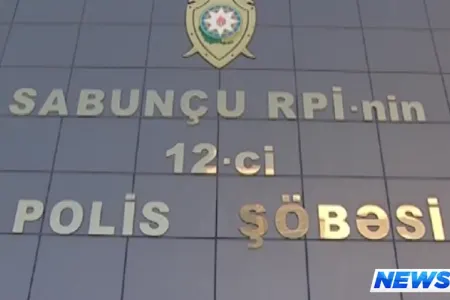 SABUNÇU RPİ-nin
12-ci
POLİS ŞÖBƏSİ
NEWS